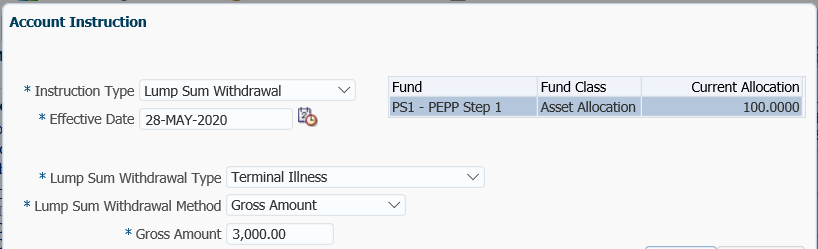 Account Instruction
* Instruction Type Lump Sum Withdrawal
* Effective Date 28-MAY-2020
Fund Fund Class Current Allocation
PS1 - PEPP Step 1 Asset Allocation 100.0000
* Lump Sum Withdrawal Type Terminal Illness
* Lump Sum Withdrawal Method Gross Amount
* Gross Amount 3,000.00